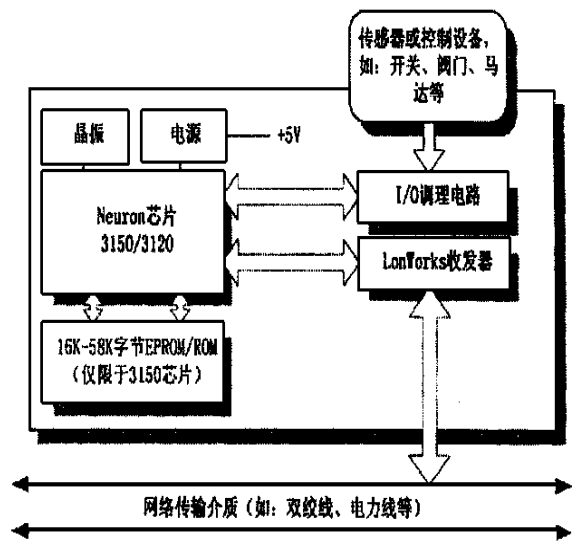 传感器或控制设备，
如：开关、阀门、马
达等
晶振
电源
+5V
Neuron芯片
3150/3120
I/O调理电路
LonWorks收发器
16K-58K字节EPROM/ROM
（仅限于3150芯片）
网络传输介质（如：双绞线、电力线等）